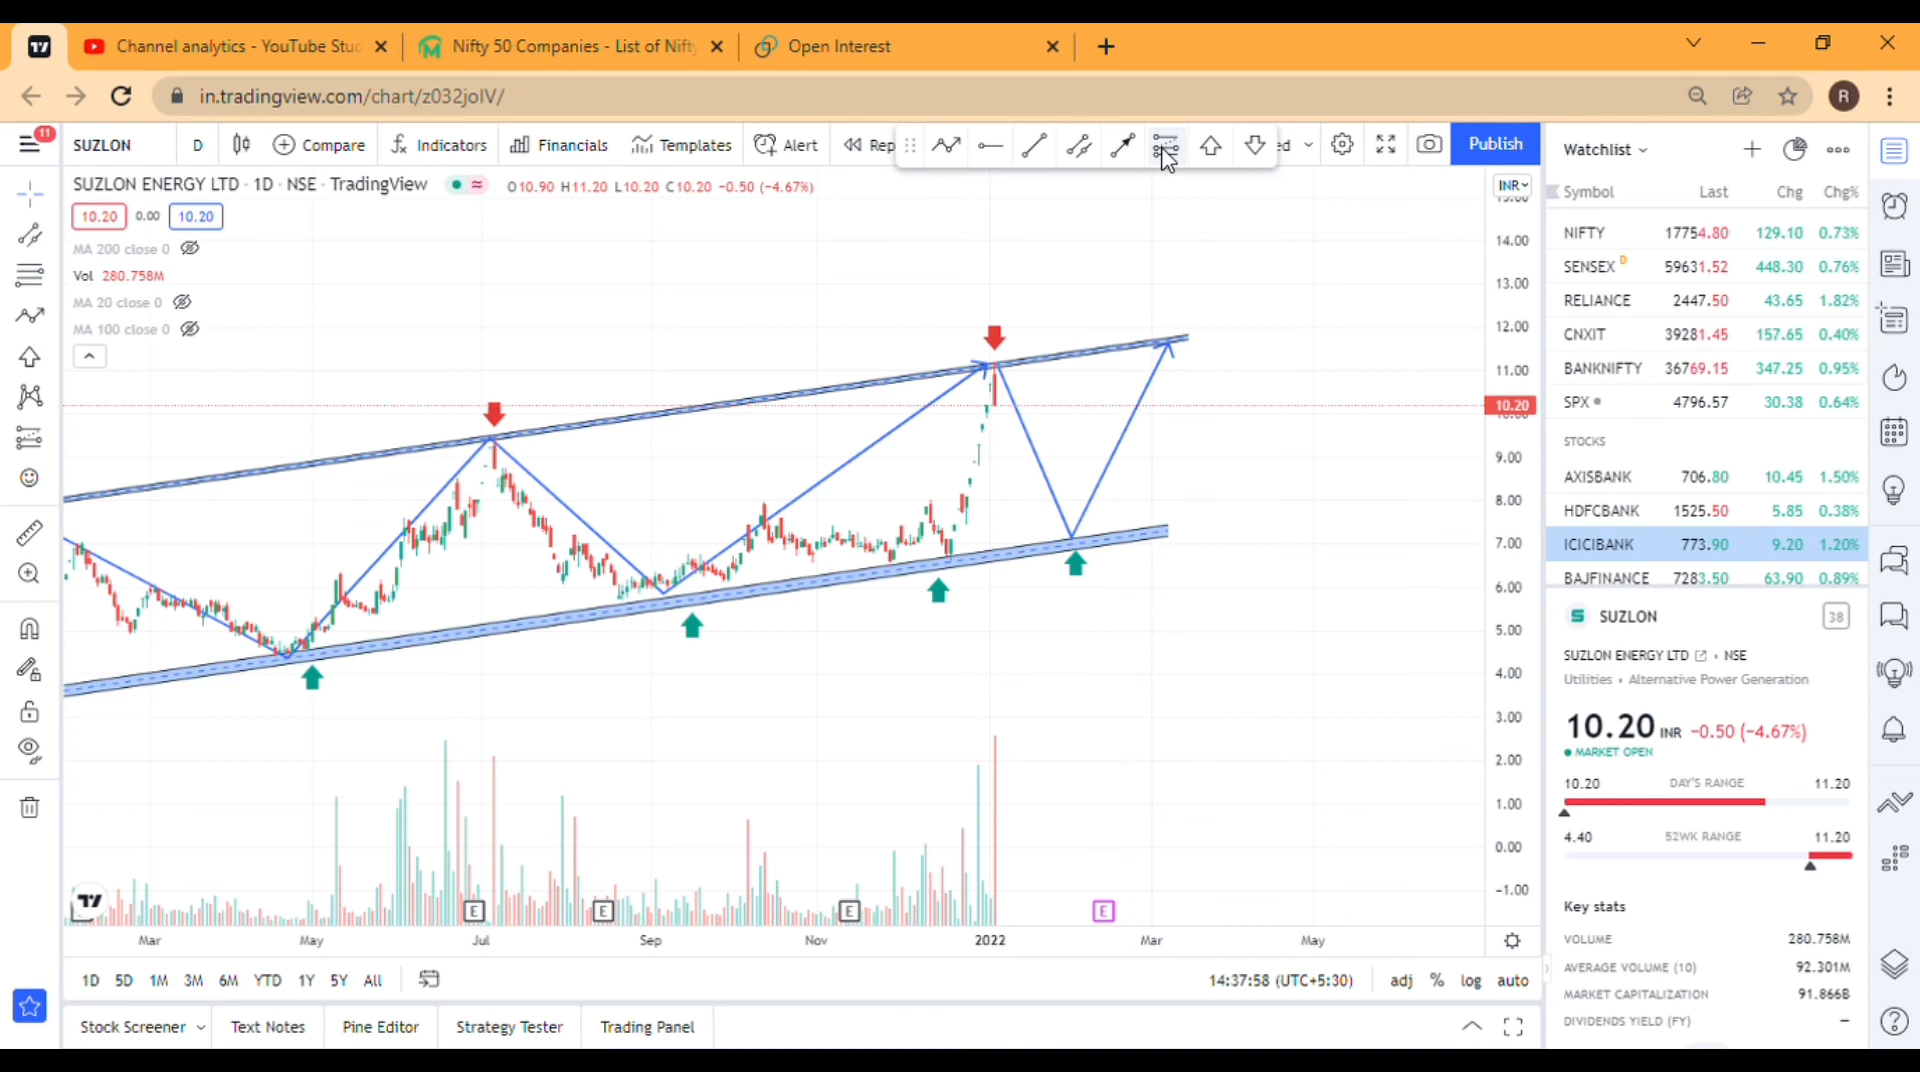 Channel analytics - YouTube Stu
Nifty 50 Companies - List of Nifty
Open Interest
in.tradingview.com/chart/z032joIV/
R
11
SUZLON D Compare Indicators Financials Templates Alert Rep ed Publish
SUZLON ENERGY LTD · 1D · NSE · TradingView
O10.90 H11.20 L10.20 C10.20 -0.50 (-4.67%)
10.20 0.00 10.20
MA 200 close 0
Vol 280.758M
MA 20 close 0
MA 100 close 0
INR
14.00
13.00
12.00
11.00
10.20
9.00
8.00
7.00
6.00
5.00
4.00
3.00
2.00
1.00
0.00
-1.00
E E E E
Mar May Jul Sep Nov 2022 Mar May
1D 5D 1M 3M 6M YTD 1Y 5Y All
14:37:58 (UTC+5:30) adj % log auto
Stock Screener Text Notes Pine Editor Strategy Tester Trading Panel
Watchlist
Symbol Last Chg Chg%
NIFTY 17754.80 129.10 0.73%
SENSEX D 59631.52 448.30 0.76%
RELIANCE 2447.50 43.65 1.82%
CNXIT 39281.45 157.65 0.40%
BANKNIFTY 36769.15 347.25 0.95%
SPX 4796.57 30.38 0.64%
STOCKS
AXISBANK 706.80 10.45 1.50%
HDFCBANK 1525.50 5.85 0.38%
ICICIBANK 773.90 9.20 1.20%
BAJFINANCE 7283.50 63.90 0.89%
SUZLON 38
SUZLON ENERGY LTD · NSE
Utilities · Alternative Power Generation
10.20 INR -0.50 (-4.67%)
MARKET OPEN
10.20 DAY'S RANGE 11.20
4.40 52WK RANGE 11.20
Key stats
VOLUME 280.758M
AVERAGE VOLUME (10) 92.301M
MARKET CAPITALIZATION 91.866B
DIVIDENDS YIELD (FY) —